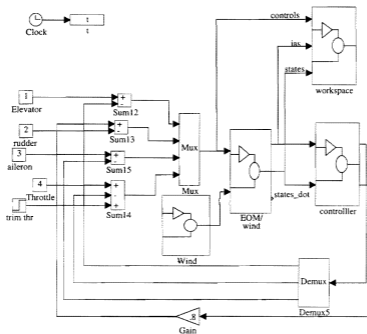 t
Clock
t
controls
ias
states
workspace
1
Elevator
+
-
Sum12
2
rudder
+
-
Sum13
3
aileron
+
-
Sum15
4
Throttle
+
-
+
Sum14
trim thr
Mux
Mux
EOM/
wind
states_dot
controlller
Wind
Demux
Demux5
.8
Gain